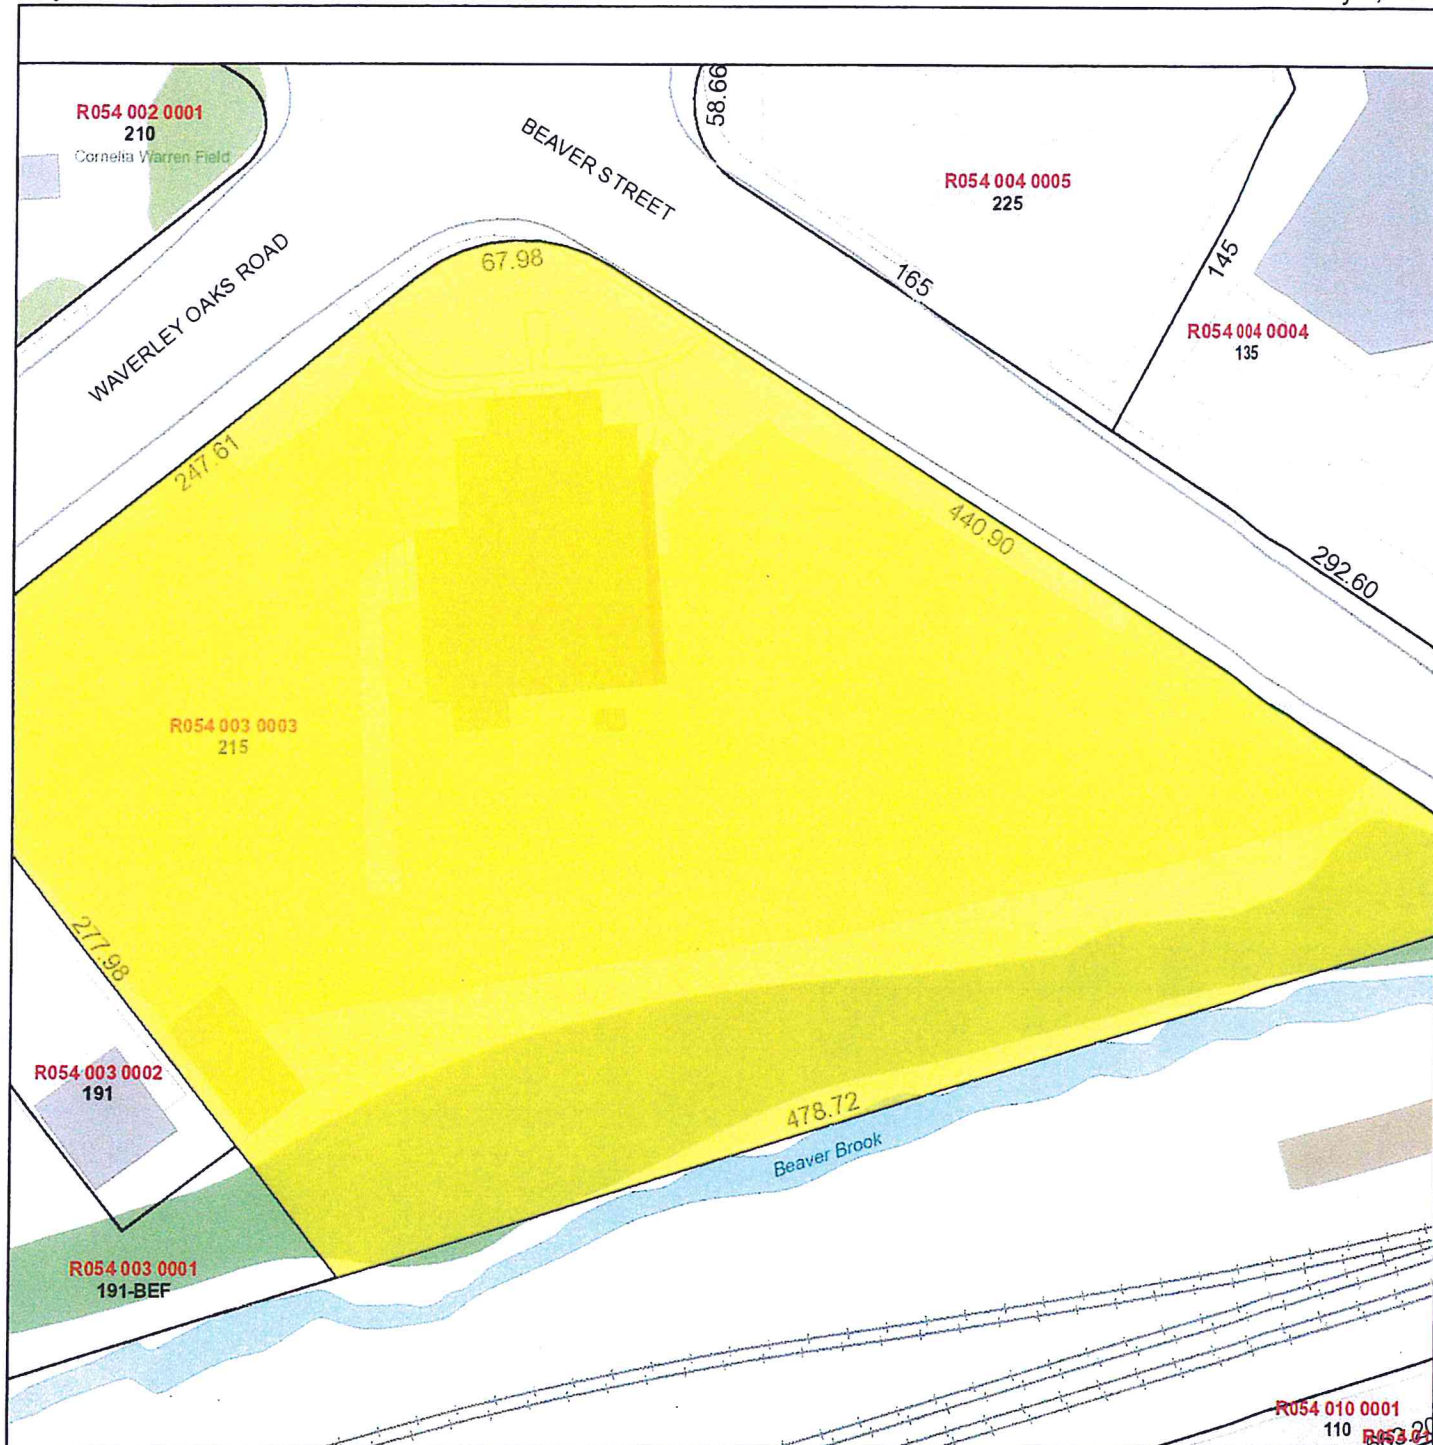 58.66
R054 002 0001
210
Cornelia Warren Field
BEAVER STREET
R054 004 0005
225
WAVERLEY OAKS ROAD
67.98
165
145
R054 004 0004
135
247.61
440.90
292.60
R054 003 0003
215
277.98
R054 003 0002
191
478.72
Beaver Brook
R054 003 0001
191-BEF
R054 010 0001
110